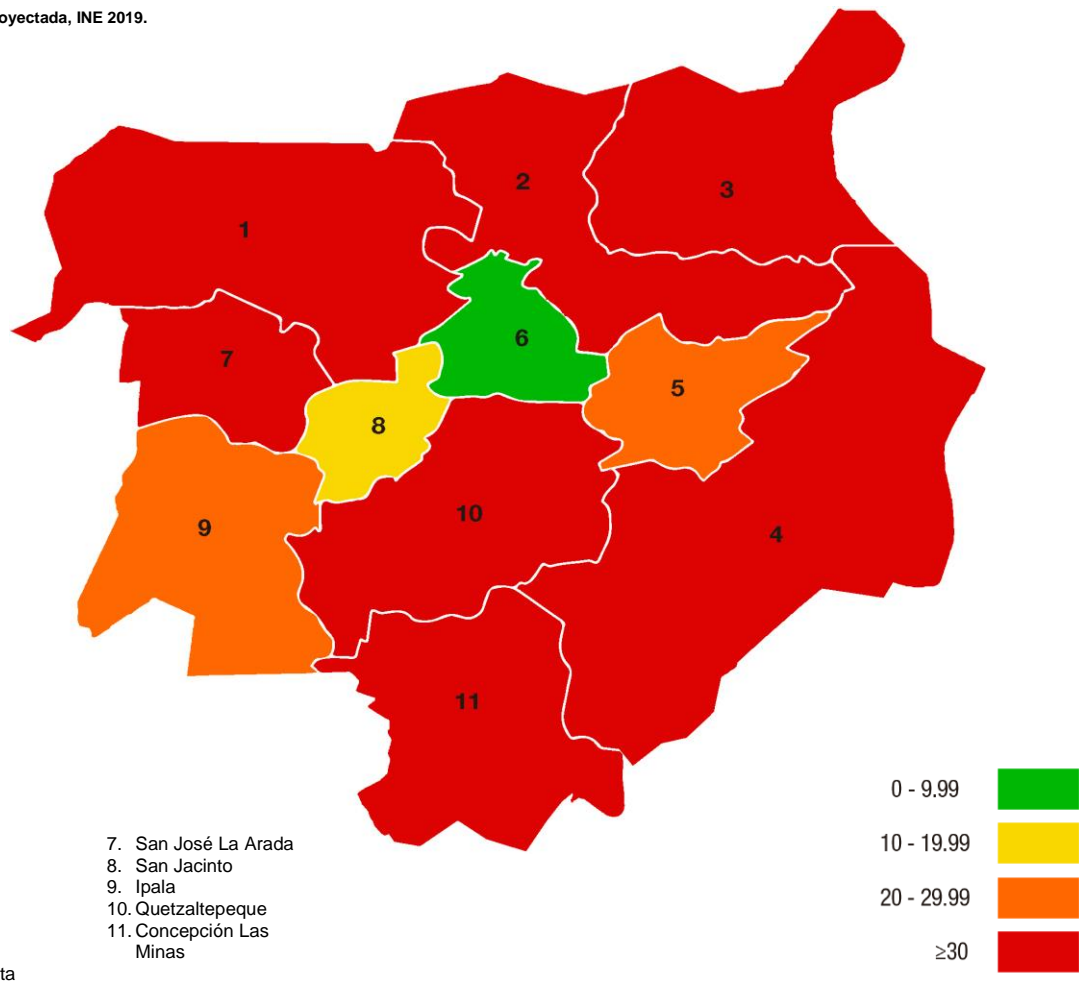 oyectada, INE 2019.
2
3
1
6
7
5
8
10
9
4
11
0 - 9.99
10 - 19.99
20 - 29.99
≥30
7. San José La Arada
8. San Jacinto
9. Ipala
10. Quetzaltepeque
11. Concepción Las
Minas
ta